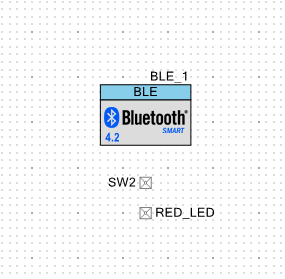 BLE_1
BLE
Bluetooth®
SMART
4.2
SW2
RED_LED